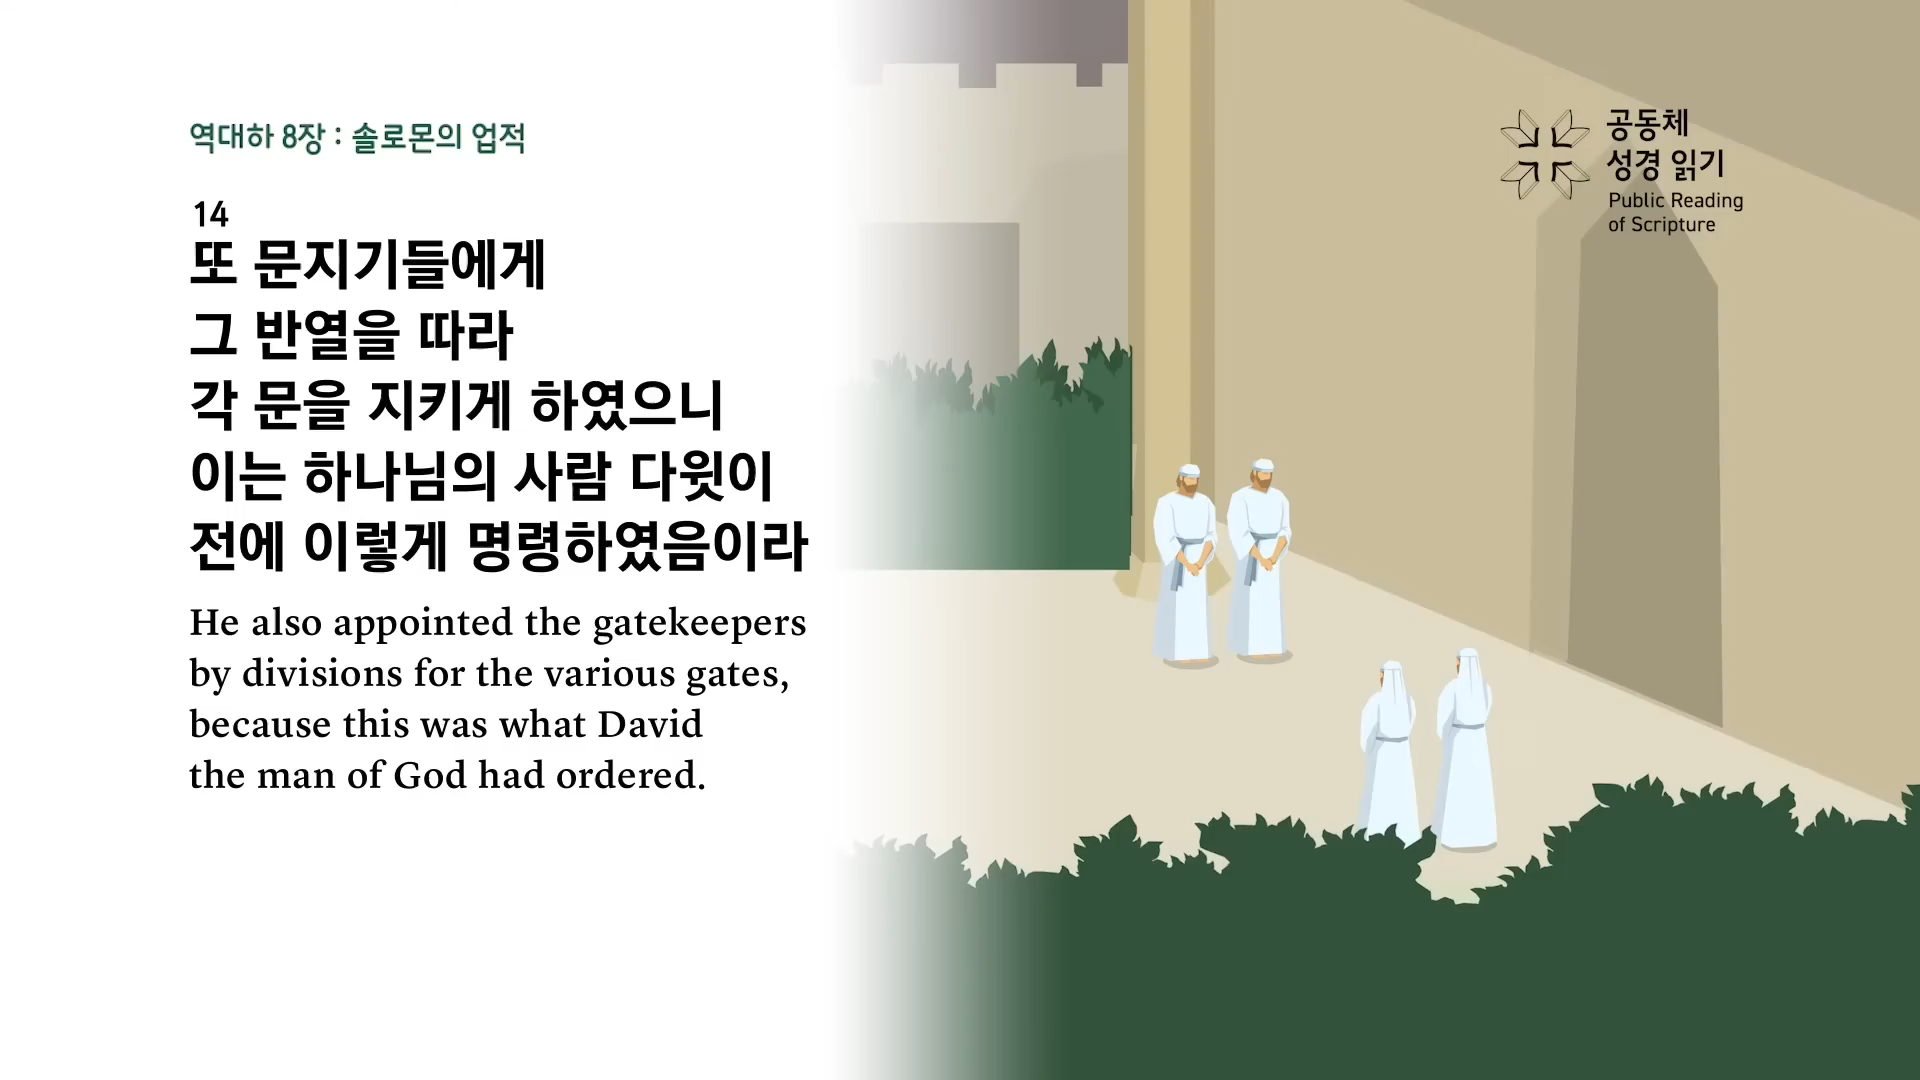 역대하 8장 : 솔로몬의 업적
14
또 문지기들에게
그 반열을 따라
각 문을 지키게 하였으니
이는 하나님의 사람 다윗이
전에 이렇게 명령하였음이라
He also appointed the gatekeepers
by divisions for the various gates,
because this was what David
the man of God had ordered.
공동체
성경 읽기
Public Reading
of Scripture